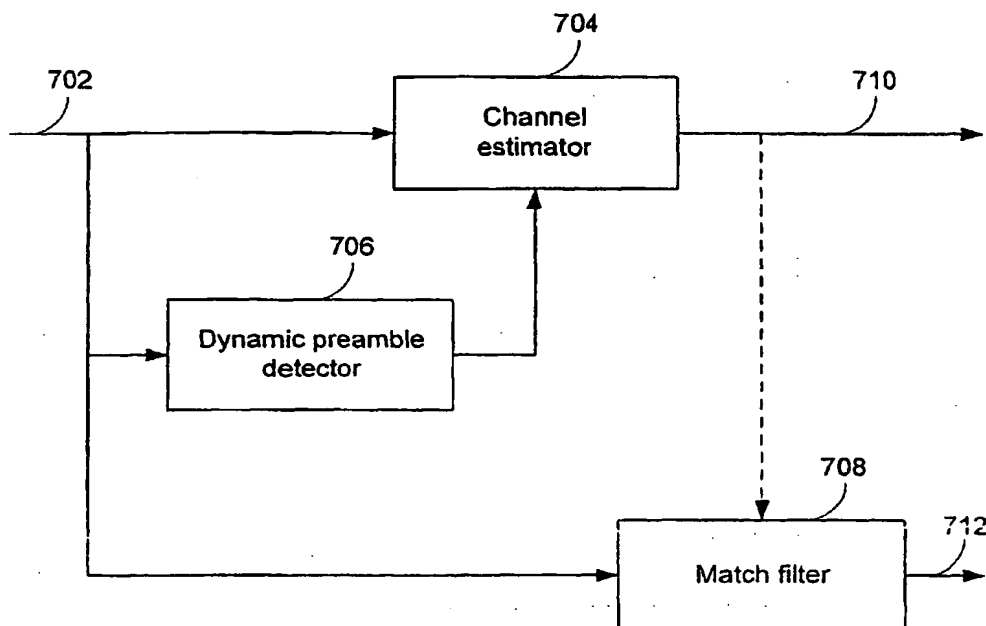 704
702
710
Channel
estimator
706
Dynamic preamble
detector
708
712
Match filter